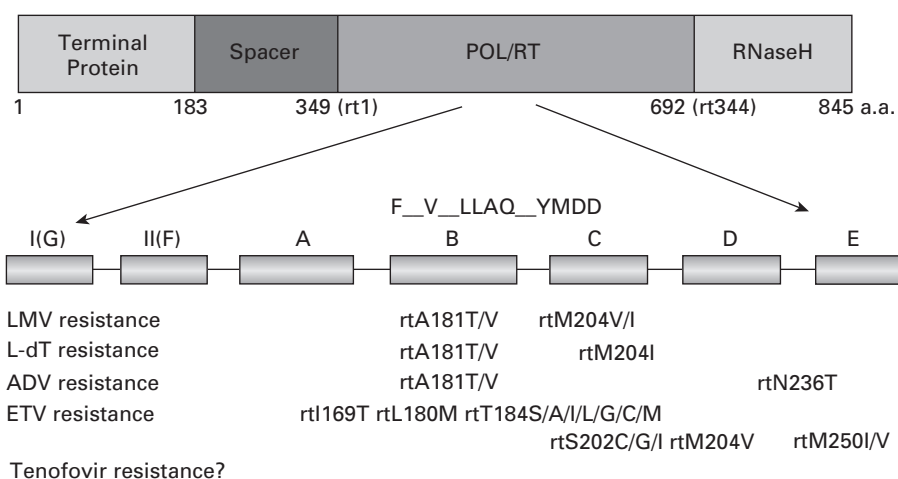 Terminal
Protein
Spacer
POL/RT
RNaseH
1
183
349 (rt1)
692 (rt344)
845 a.a.
F__V__LLAQ__YMDD
I(G)
II(F)
A
B
C
D
E
LMV resistance rtA181T/V rtM204V/I
L-dT resistance rtA181T/V rtM204I
ADV resistance rtA181T/V rtN236T
ETV resistance rtI169T rtL180M rtT184S/A/I/L/G/C/M
rtS202C/G/I rtM204V rtM250I/V
Tenofovir resistance?